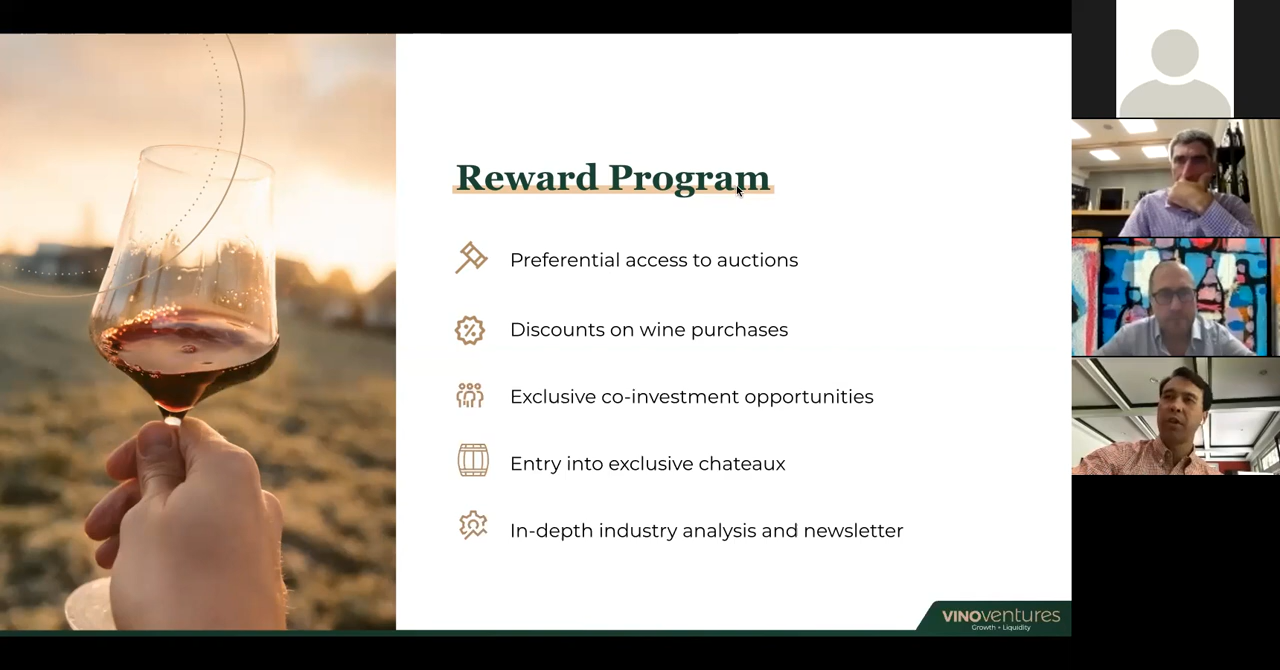 Reward Program
Preferential access to auctions
Discounts on wine purchases
Exclusive co-investment opportunities
Entry into exclusive chateaux
In-depth industry analysis and newsletter
VINOventures
Growth + Liquidity